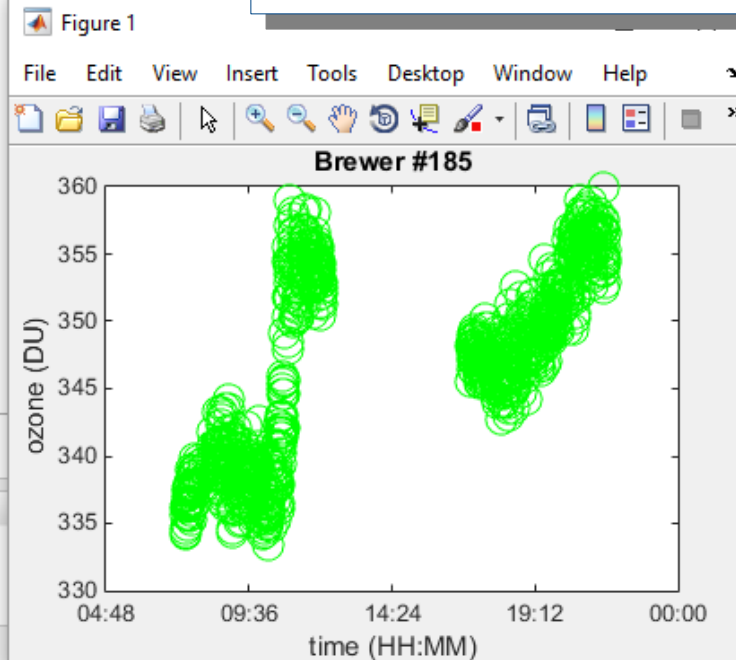 Figure 1
File Edit View Insert Tools Desktop Window Help
Brewer #185
360
355
350
345
340
335
330
ozone (DU)
04:48 09:36 14:24 19:12 00:00
time (HH:MM)